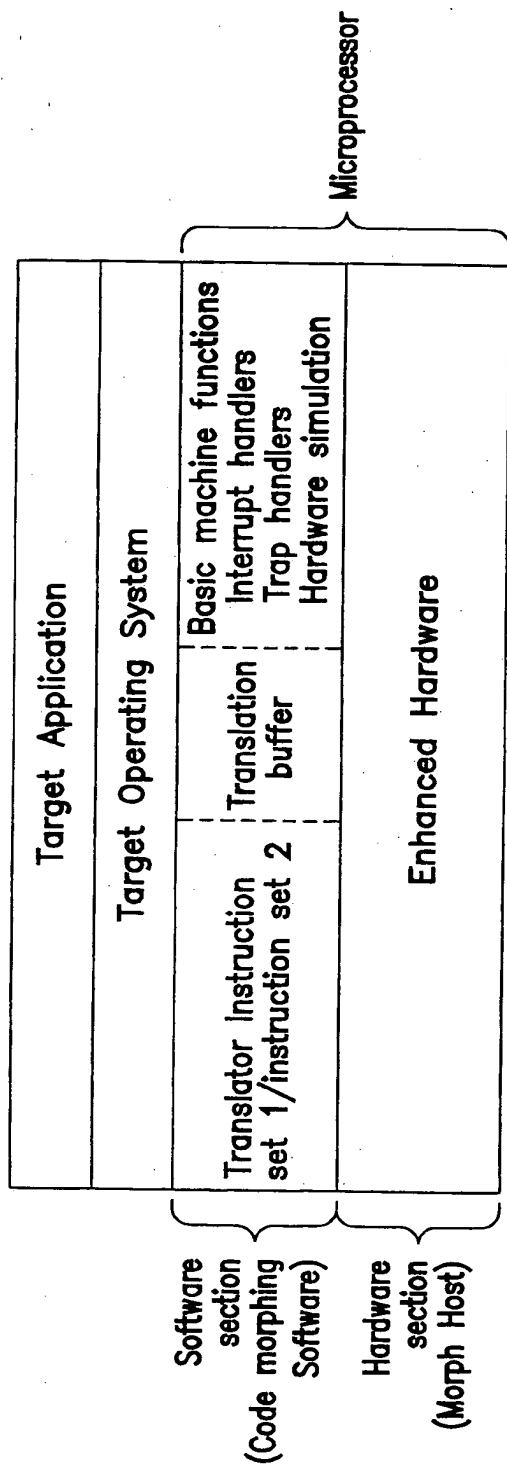 Target Application
Target Operating System
Software
section
(Code morphing
Software)
Translator Instruction
set 1/instruction set 2
Translation
buffer
Basic machine functions
Interrupt handlers
Trap handlers
Hardware simulation
Microprocessor
Hardware
section
(Morph Host)
Enhanced Hardware